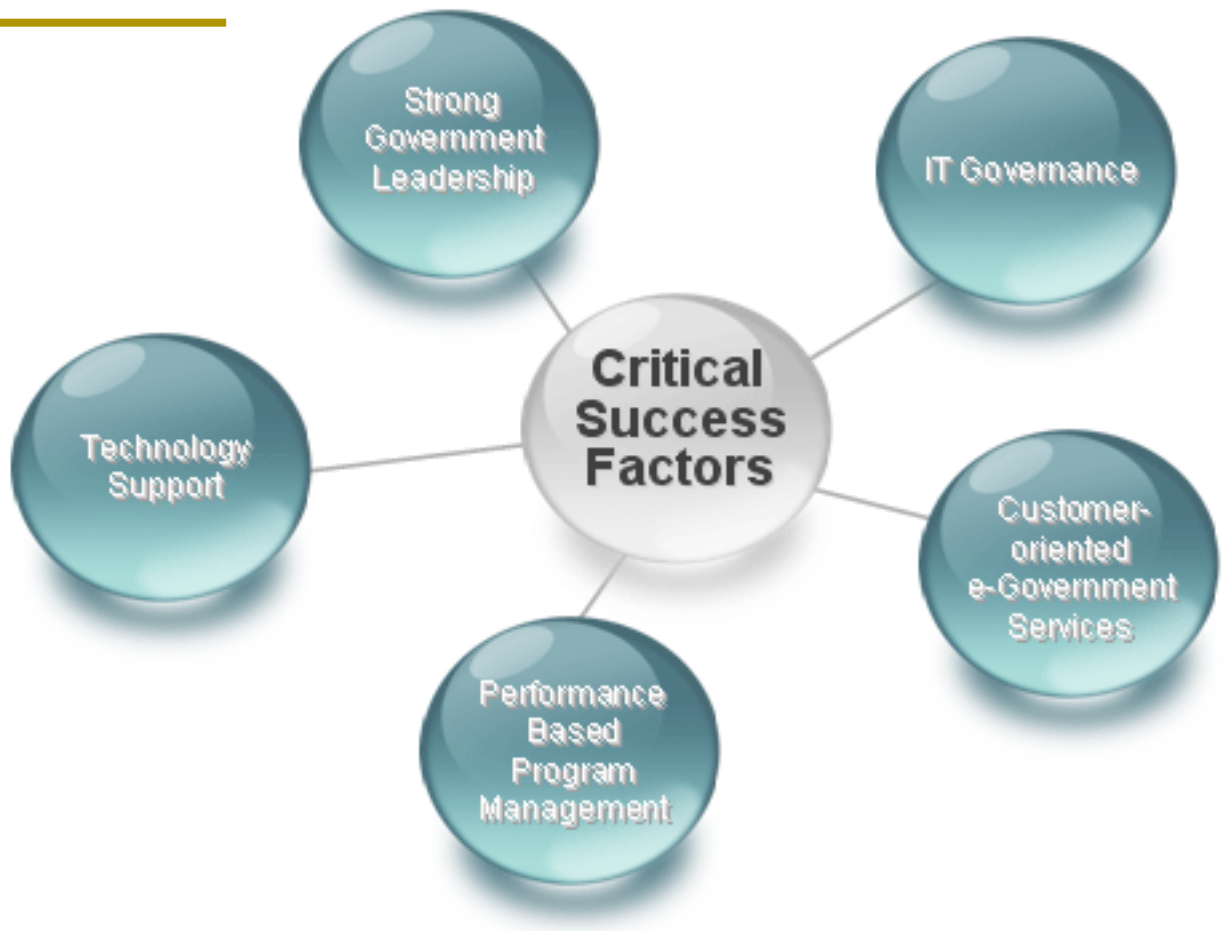 Strong
Government
Leadership
IT Governance
Critical
Success
Factors
Technology
Support
Customer-
oriented
e-Government
Services
Performance
Based
Program
Management